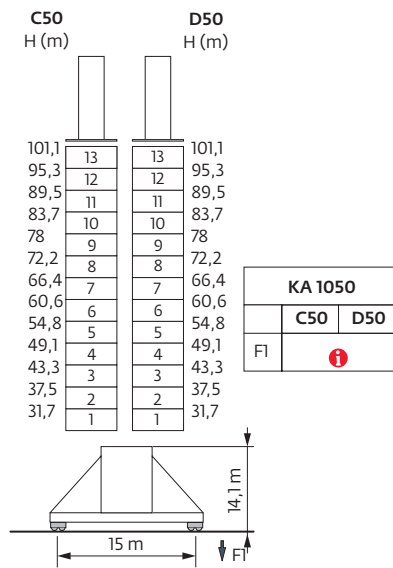 C50 D50
H (m) H (m)
101,1 13 13 101,1
95,3 12 12 95,3
89,5 11 11 89,5
83,7 10 10 83,7
78 9 9 78
72,2 8 8 72,2
66,4 7 7 66,4
60,6 6 6 60,6
54,8 5 5 54,8
49,1 4 4 49,1
43,3 3 3 43,3
37,5 2 2 37,5
31,7 1 1 31,7
KA 1050
C50 D50
F1 i
14,1 m
15 m
F1